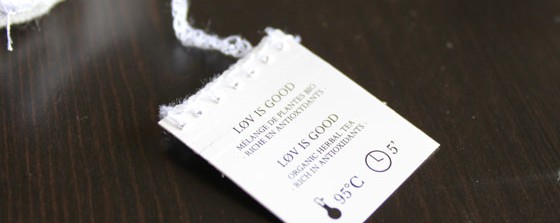 LØV IS GOOD
MÉLANGE DE PLANTES BIO
RICHE EN ANTIOXYDANTS
LØV IS GOOD
ORGANIC HERBAL TEA
RICH IN ANTIOXIDANTS
95°C 5'